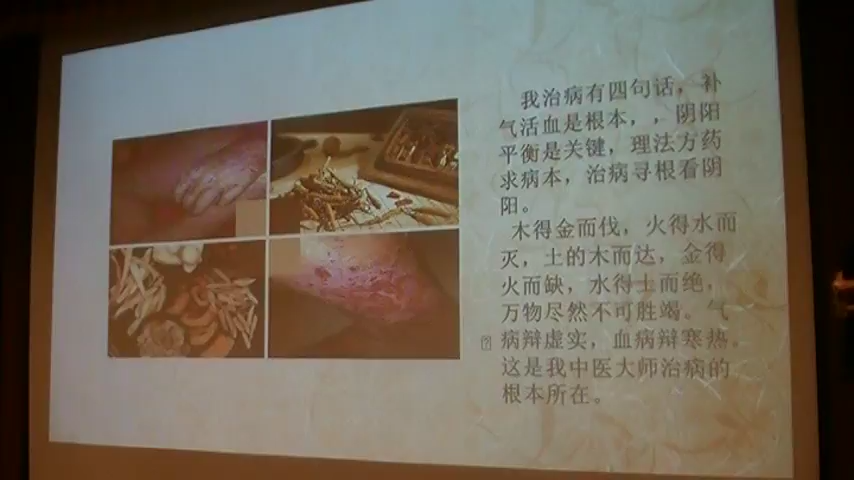 我治病有四句话，补
气活血是根本，，阴阳
平衡是关键，理法方药
求病本，治病寻根看阴
阳。
木得金而伐，火得水而
灭，土的木而达，金得
火而缺，水得土而绝，
万物尽然不可胜竭。气
病辩虚实，血病辩寒热。
这是我中医大师治病的
根本所在。